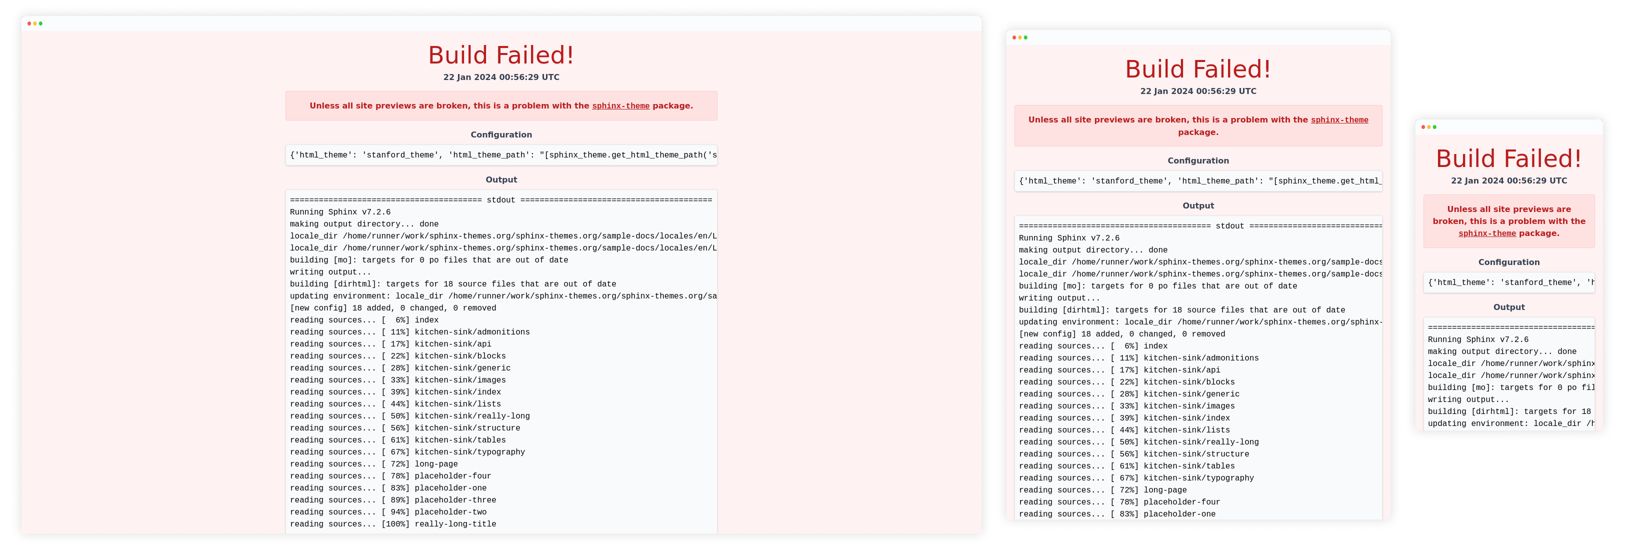 Build Failed!
22 Jan 2024 00:56:29 UTC
Unless all site previews are broken, this is a problem with the sphinx-theme package.
Configuration
{'html_theme': 'stanford_theme', 'html_theme_path': "[sphinx_theme.get_html_theme_path('s
Output
======================================== stdout ========================================
Running Sphinx v7.2.6
making output directory... done
locale_dir /home/runner/work/sphinx-themes.org/sphinx-themes.org/sample-docs/locales/en/L
locale_dir /home/runner/work/sphinx-themes.org/sphinx-themes.org/sample-docs/locales/en/L
building [mo]: targets for 0 po files that are out of date
writing output...
building [dirhtml]: targets for 18 source files that are out of date
updating environment: locale_dir /home/runner/work/sphinx-themes.org/sphinx-themes.org/sa
[new config] 18 added, 0 changed, 0 removed
reading sources... [  6%] index
reading sources... [ 11%] kitchen-sink/admonitions
reading sources... [ 17%] kitchen-sink/api
reading sources... [ 22%] kitchen-sink/blocks
reading sources... [ 28%] kitchen-sink/generic
reading sources... [ 33%] kitchen-sink/images
reading sources... [ 39%] kitchen-sink/index
reading sources... [ 44%] kitchen-sink/lists
reading sources... [ 50%] kitchen-sink/really-long
reading sources... [ 56%] kitchen-sink/structure
reading sources... [ 61%] kitchen-sink/tables
reading sources... [ 67%] kitchen-sink/typography
reading sources... [ 72%] long-page
reading sources... [ 78%] placeholder-four
reading sources... [ 83%] placeholder-one
reading sources... [ 89%] placeholder-three
reading sources... [ 94%] placeholder-two
reading sources... [100%] really-long-title
Build Failed!
22 Jan 2024 00:56:29 UTC
Unless all site previews are broken, this is a problem with the sphinx-theme
package.
Configuration
{'html_theme': 'stanford_theme', 'html_theme_path': "[sphinx_theme.get_html_
Output
======================================== stdout ============================
Running Sphinx v7.2.6
making output directory... done
locale_dir /home/runner/work/sphinx-themes.org/sphinx-themes.org/sample-docs
locale_dir /home/runner/work/sphinx-themes.org/sphinx-themes.org/sample-docs
building [mo]: targets for 0 po files that are out of date
writing output...
building [dirhtml]: targets for 18 source files that are out of date
updating environment: locale_dir /home/runner/work/sphinx-themes.org/sphinx-
[new config] 18 added, 0 changed, 0 removed
reading sources... [  6%] index
reading sources... [ 11%] kitchen-sink/admonitions
reading sources... [ 17%] kitchen-sink/api
reading sources... [ 22%] kitchen-sink/blocks
reading sources... [ 28%] kitchen-sink/generic
reading sources... [ 33%] kitchen-sink/images
reading sources... [ 39%] kitchen-sink/index
reading sources... [ 44%] kitchen-sink/lists
reading sources... [ 50%] kitchen-sink/really-long
reading sources... [ 56%] kitchen-sink/structure
reading sources... [ 61%] kitchen-sink/tables
reading sources... [ 67%] kitchen-sink/typography
reading sources... [ 72%] long-page
reading sources... [ 78%] placeholder-four
reading sources... [ 83%] placeholder-one
Build Failed!
22 Jan 2024 00:56:29 UTC
Unless all site previews are
broken, this is a problem with the
sphinx-theme package.
Configuration
{'html_theme': 'stanford_theme', 'h
Output
===================================
Running Sphinx v7.2.6
making output directory... done
locale_dir /home/runner/work/sphinx
locale_dir /home/runner/work/sphinx
building [mo]: targets for 0 po fil
writing output...
building [dirhtml]: targets for 18
updating environment: locale_dir /h